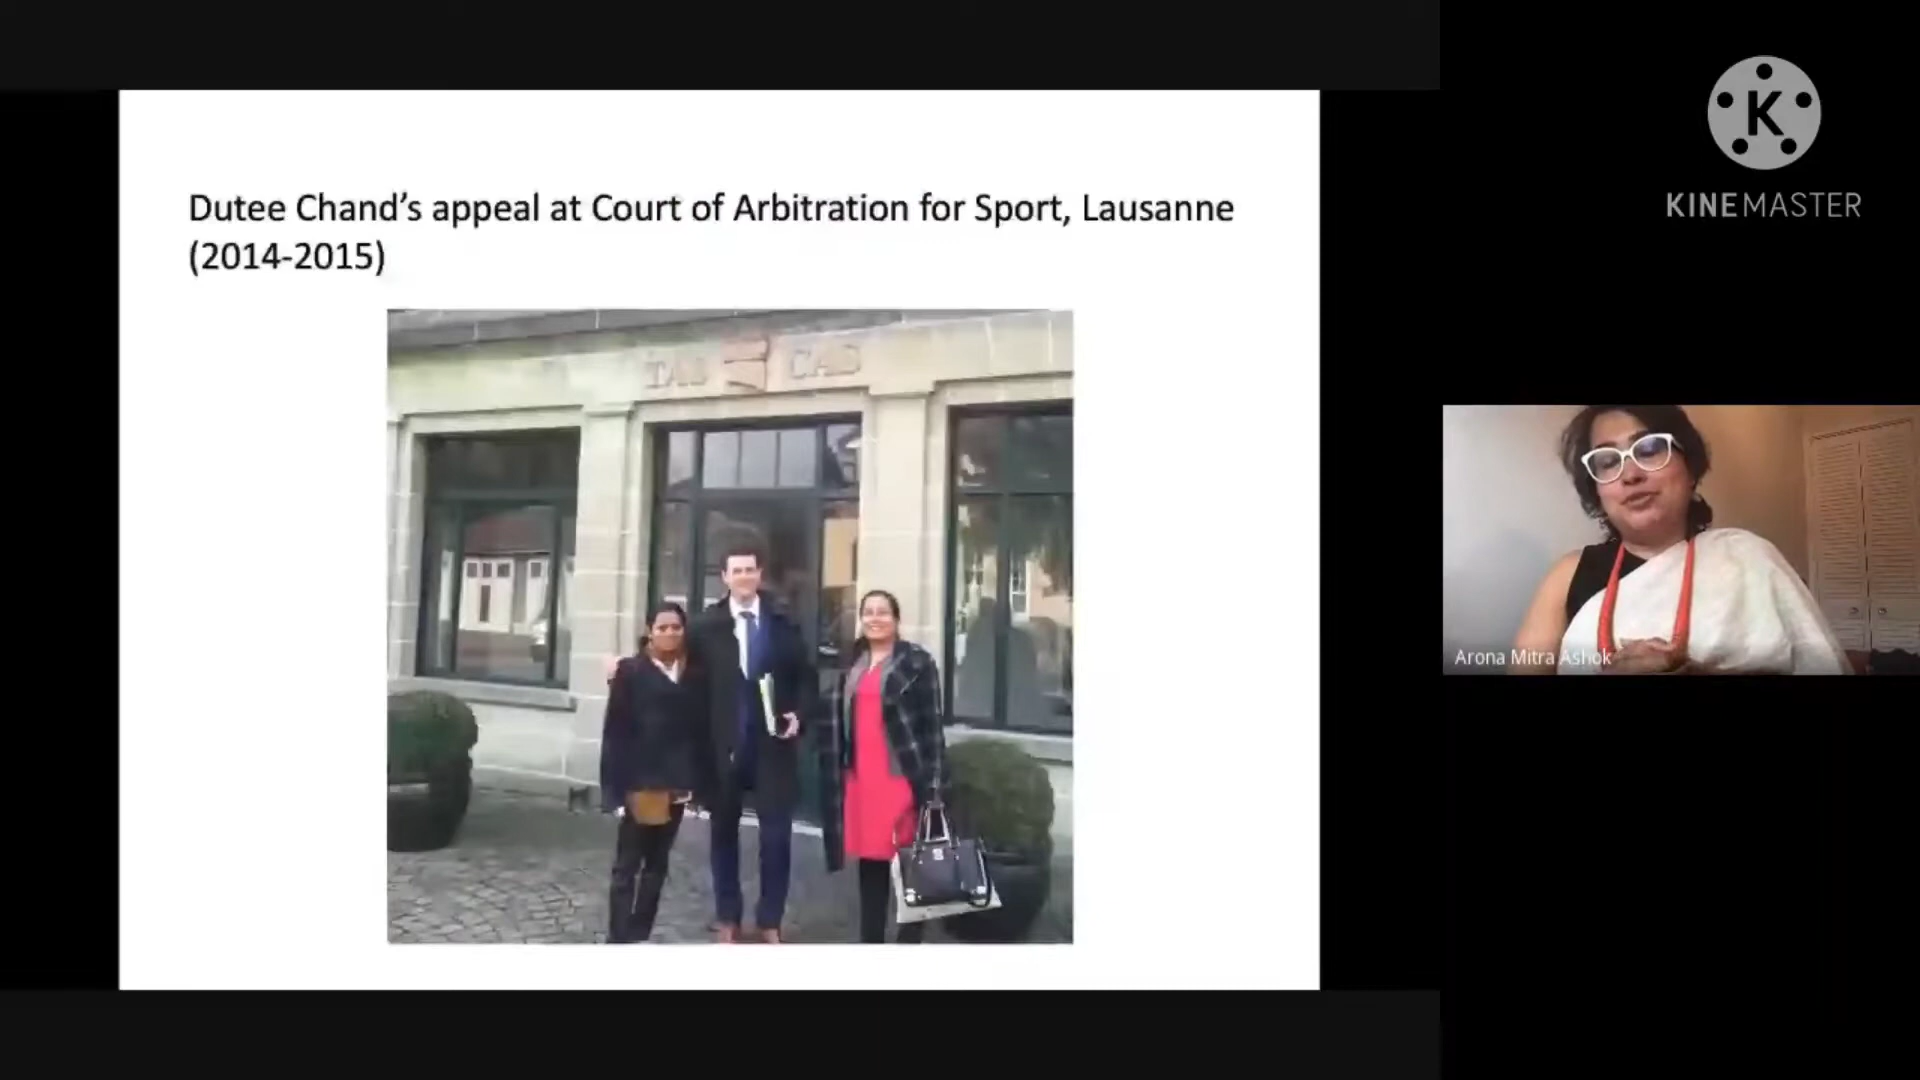 Dutee Chand’s appeal at Court of Arbitration for Sport, Lausanne
(2014-2015)
TAS CAS
K
KINEMASTER
Arona Mitra Ashok